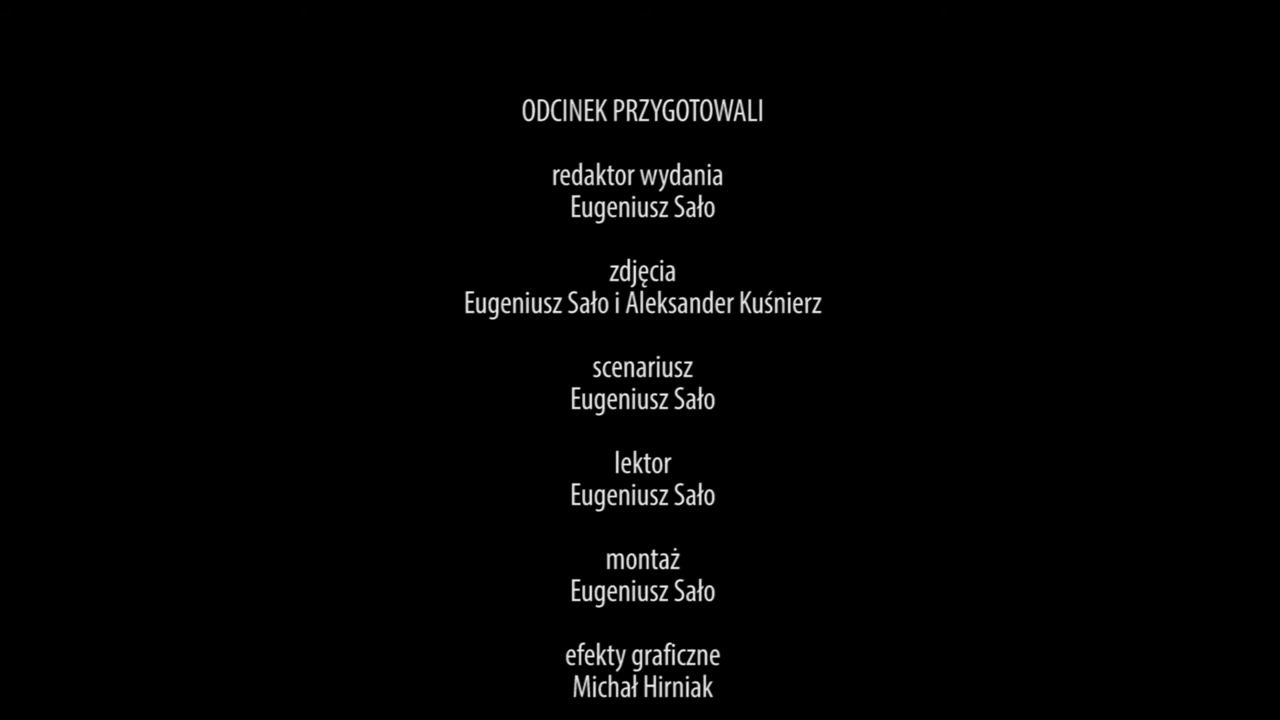 ODCINEK PRZYGOTOWALI
redaktor wydania
Eugeniusz Sało
zdjęcia
Eugeniusz Sało i Aleksander Kuśnierz
scenariusz
Eugeniusz Sało
lektor
Eugeniusz Sało
montaż
Eugeniusz Sało
efekty graficzne
Michał Hirniak